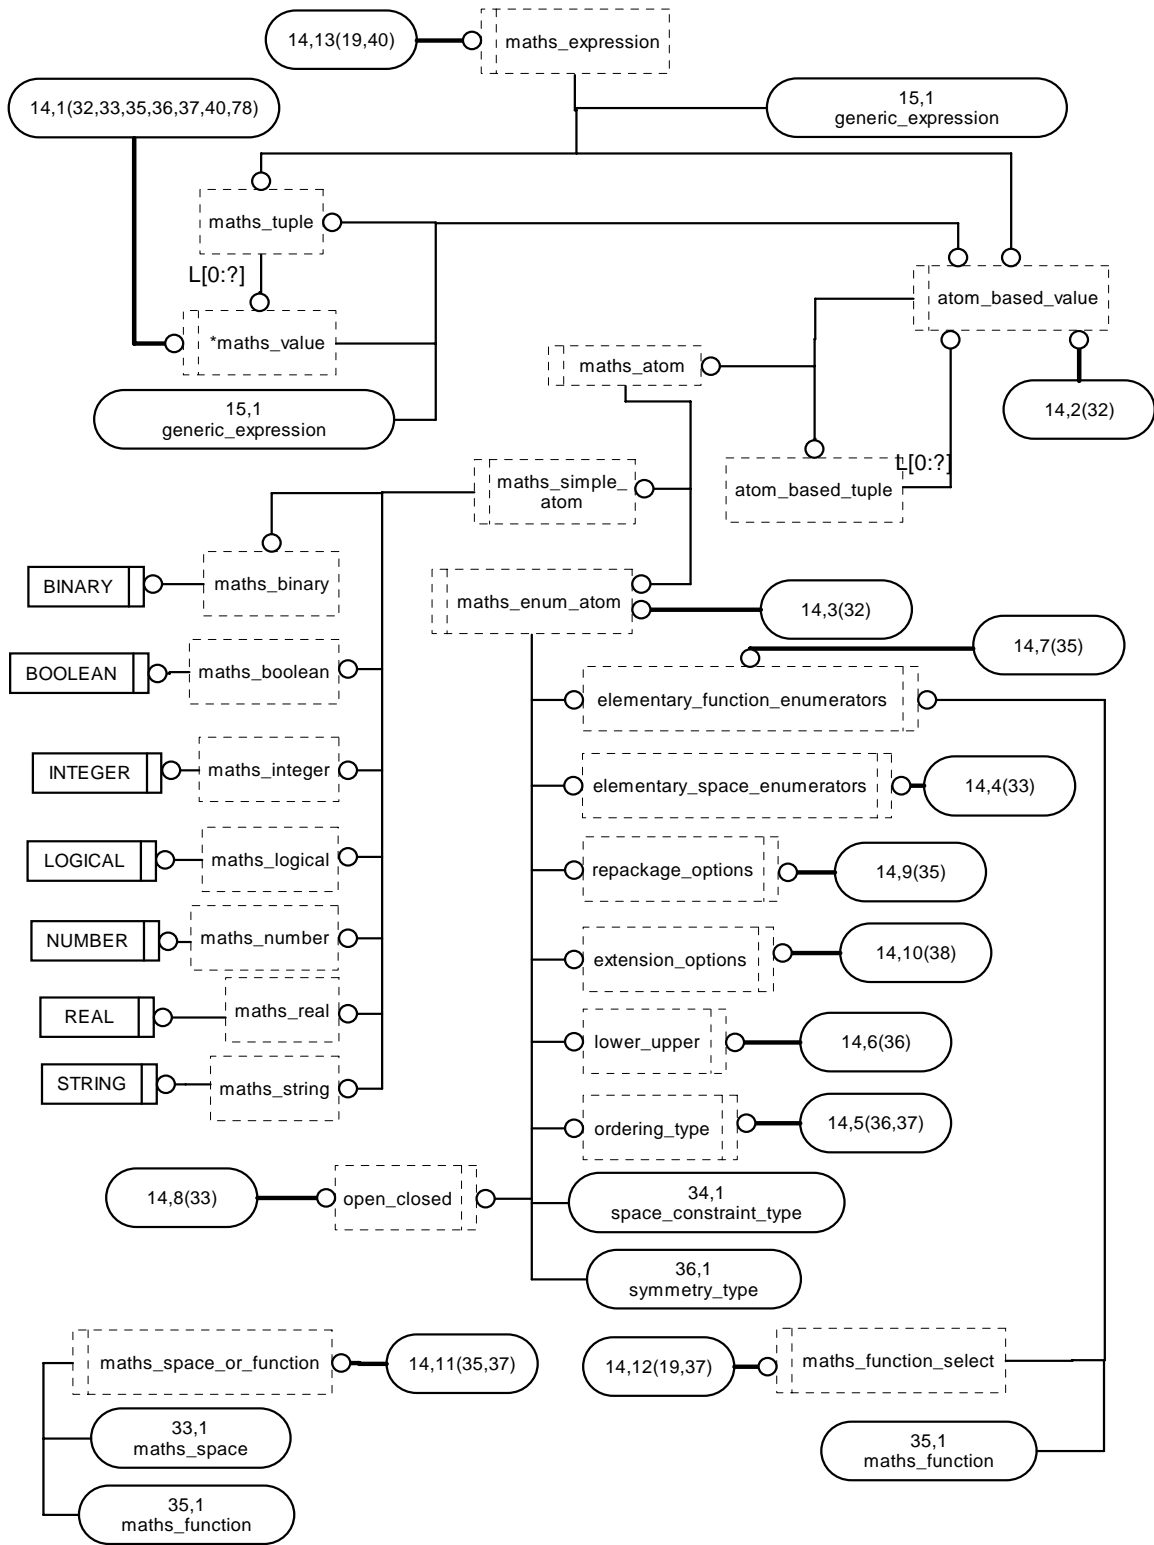 14,13(19,40)
maths_expression
14,1(32,33,35,36,37,40,78)
15,1
generic_expression
maths_tuple
L[0:?]
atom_based_value
*maths_value
maths_atom
15,1
generic_expression
14,2(32)
L[0:?]
maths_simple_
atom
atom_based_tuple
BINARY
maths_binary
maths_enum_atom
14,3(32)
14,7(35)
BOOLEAN
maths_boolean
elementary_function_enumerators
INTEGER
maths_integer
elementary_space_enumerators
14,4(33)
LOGICAL
maths_logical
repackage_options
14,9(35)
NUMBER
maths_number
extension_options
14,10(38)
REAL
maths_real
lower_upper
14,6(36)
STRING
maths_string
ordering_type
14,5(36,37)
14,8(33)
open_closed
34,1
space_constraint_type
36,1
symmetry_type
maths_space_or_function
14,11(35,37)
14,12(19,37)
maths_function_select
33,1
maths_space
35,1
maths_function
35,1
maths_function